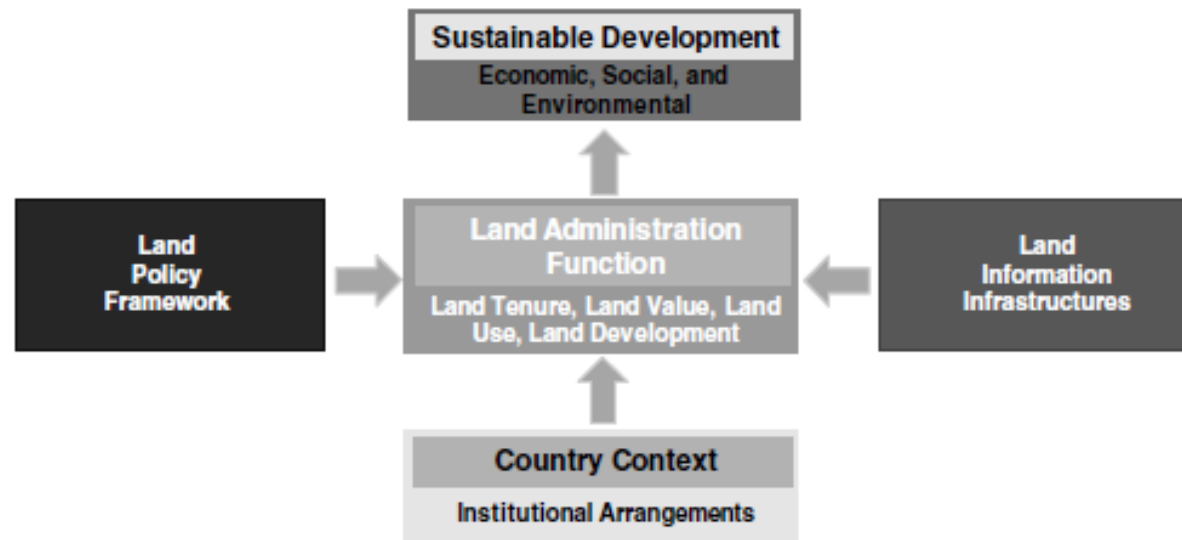 Sustainable Development
Economic, Social, and
Environmental
Land
Policy
Framework
Land Administration
Function
Land Tenure, Land Value, Land
Use, Land Development
Land
Information
Infrastructures
Country Context
Institutional Arrangements